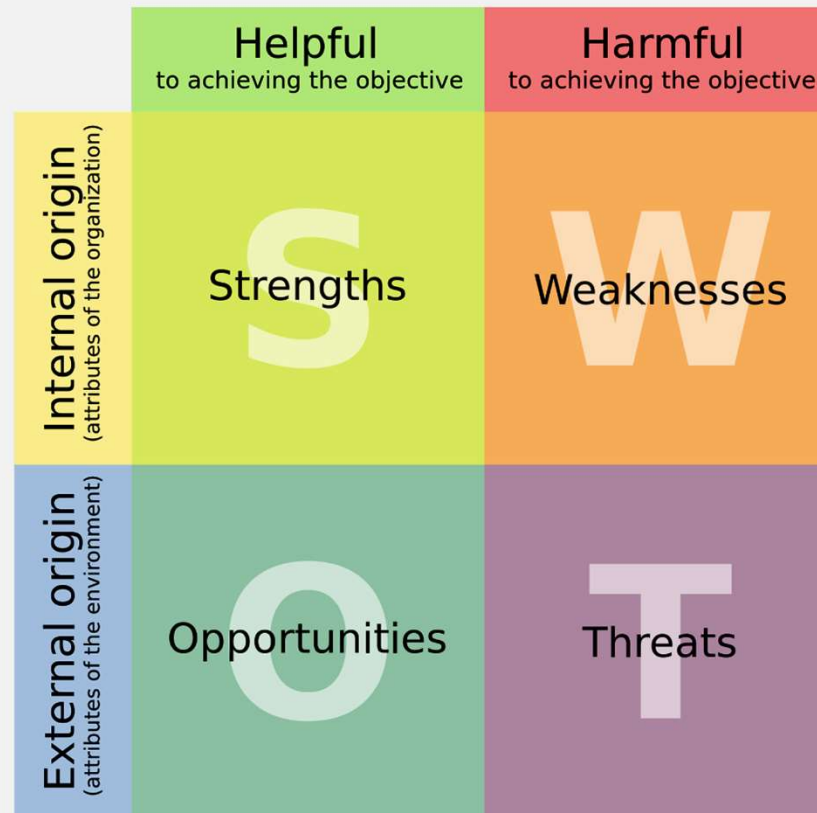 Helpful
to achieving the objective
Harmful
to achieving the objective
Internal origin
(attributes of the organization)
S
Strengths
W
Weaknesses
External origin
(attributes of the environment)
O
Opportunities
T
Threats